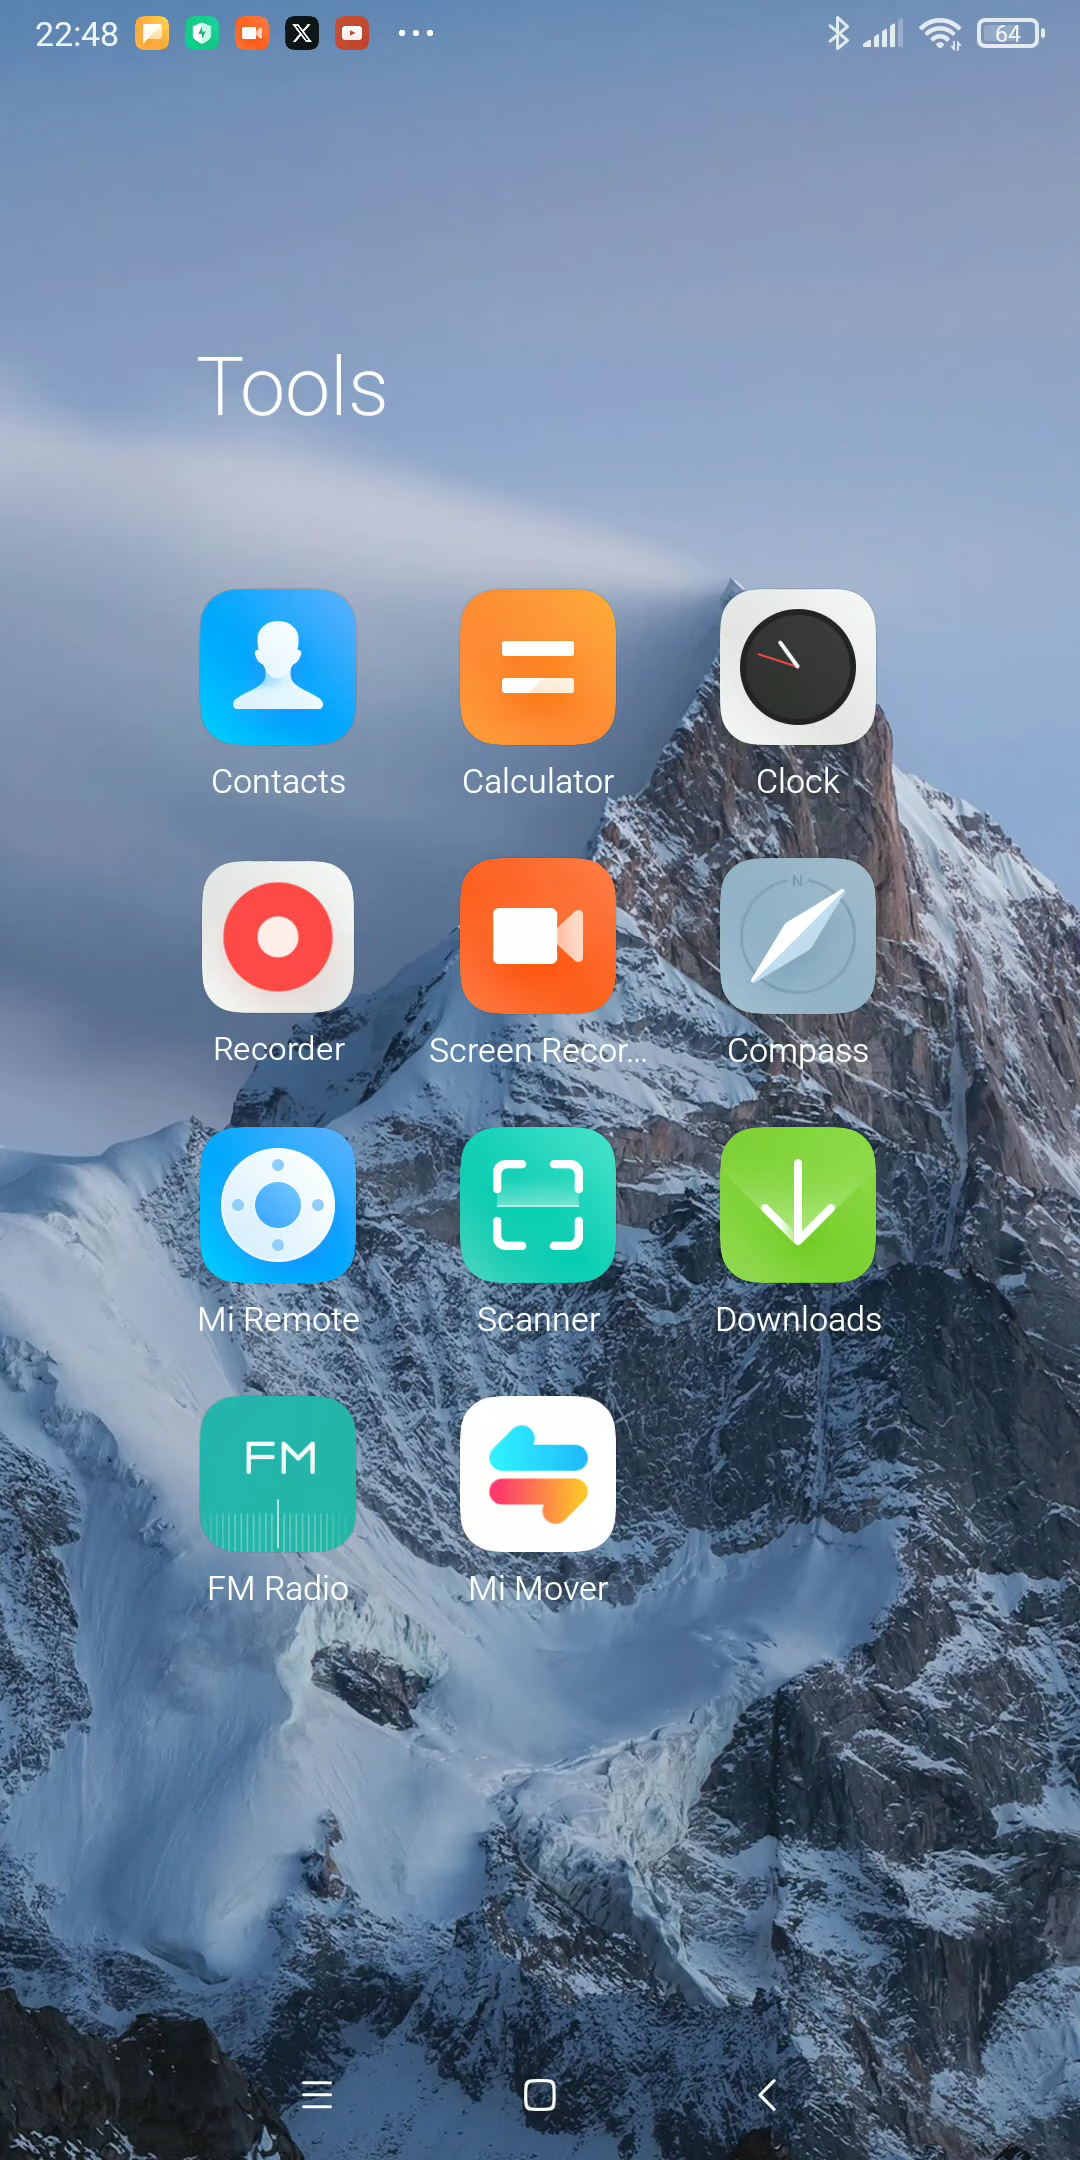 22:48
64
Tools
Contacts
Calculator
Clock
Recorder
Screen Recor...
N
Compass
Mi Remote
Scanner
Downloads
FM
FM Radio
Mi Mover